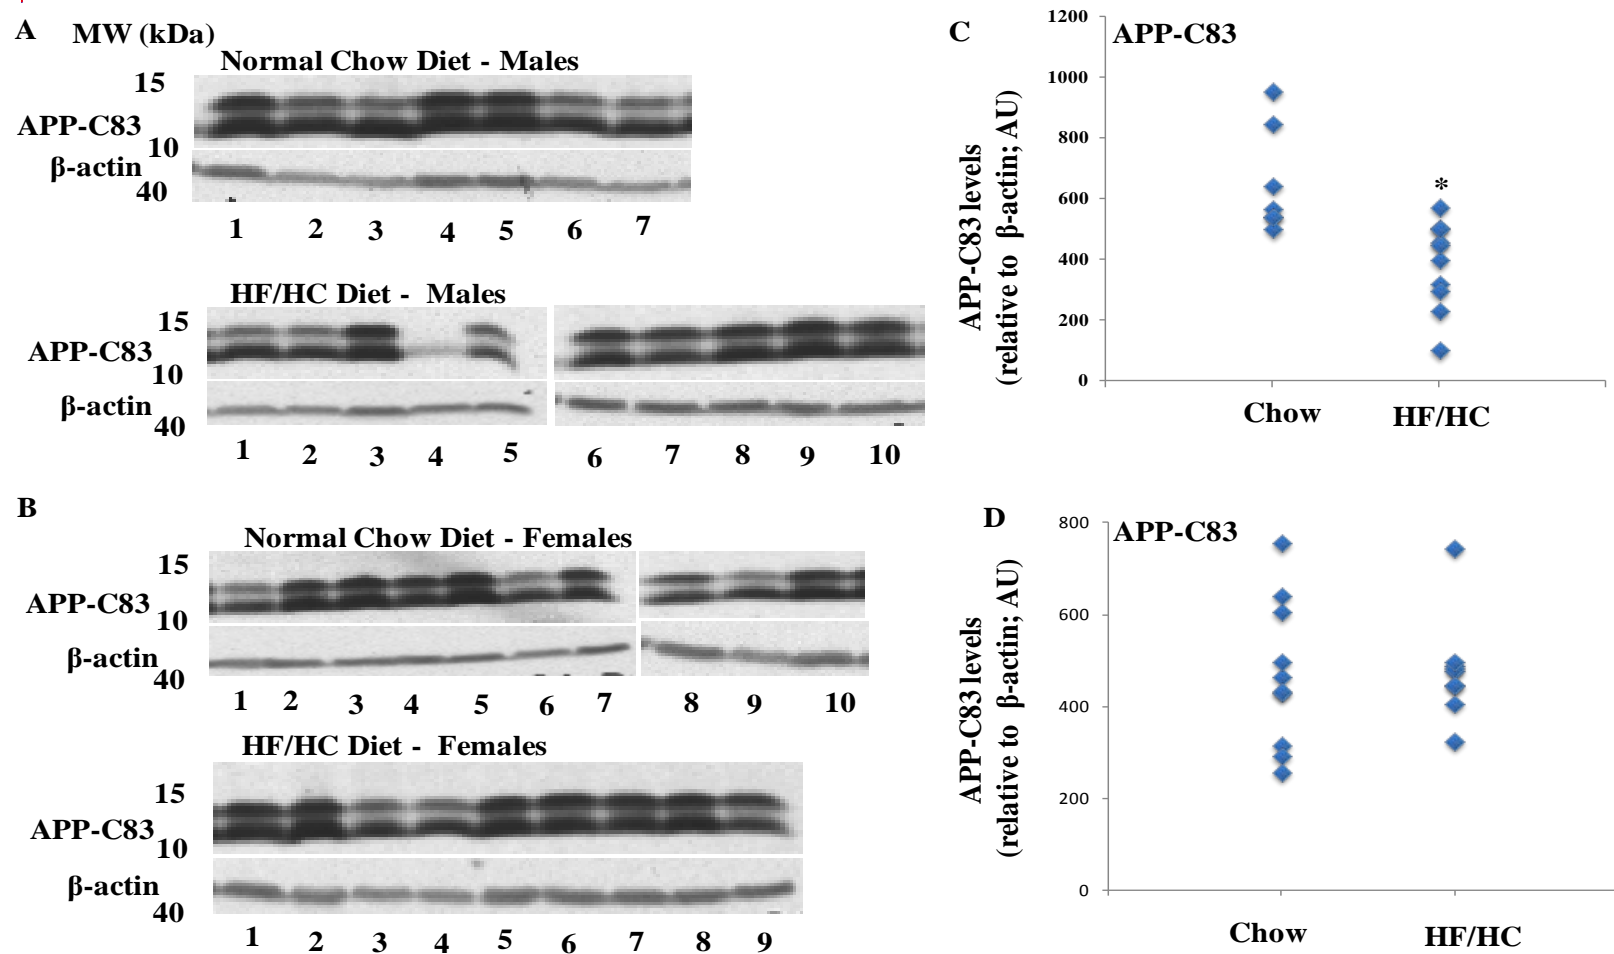 A
MW (kDa)
Normal Chow Diet - Males
15
APP-C83
10
β-actin
40
1 2 3 4 5 6 7
HF/HC Diet - Males
15
APP-C83
10
β-actin
40
1 2 3 4 5 6 7 8 9 10
B
Normal Chow Diet - Females
15
APP-C83
10
β-actin
40
1 2 3 4 5 6 7 8 9 10
HF/HC Diet - Females
15
APP-C83
10
β-actin
40
1 2 3 4 5 6 7 8 9
C
APP-C83
APP-C83 levels
(relative to β-actin; AU)
1200
1000
800
600
400
200
0
*
Chow HF/HC
D
APP-C83
APP-C83 levels
(relative to β-actin; AU)
800
600
400
200
0
Chow HF/HC